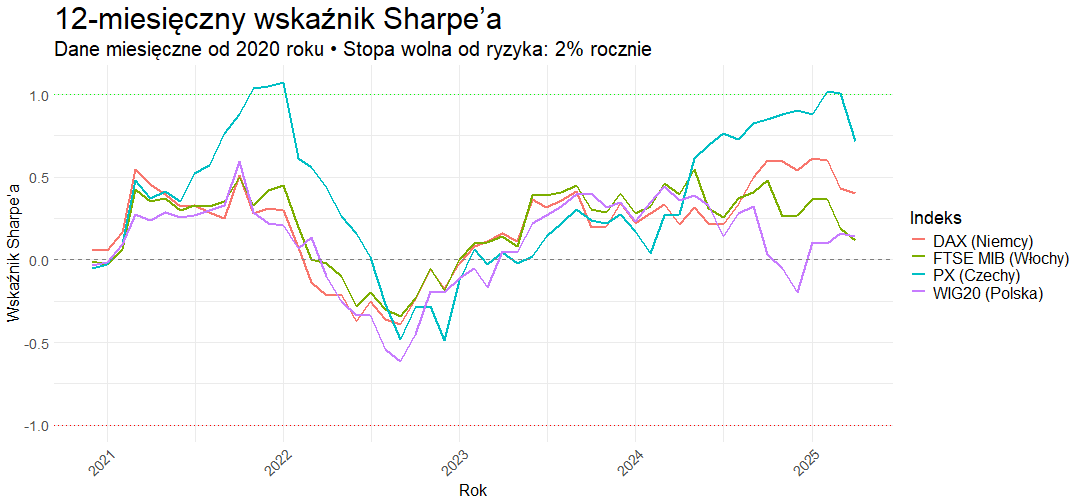 12-miesięczny wskaźnik Sharpe’a
Dane miesięczne od 2020 roku • Stopa wolna od ryzyka: 2% rocznie
Wskaźnik Sharpe’a
1.0
0.5
0.0
-0.5
-1.0
2021
2022
2023
2024
2025
Rok
Indeks
DAX (Niemcy)
FTSE MIB (Włochy)
PX (Czechy)
WIG20 (Polska)